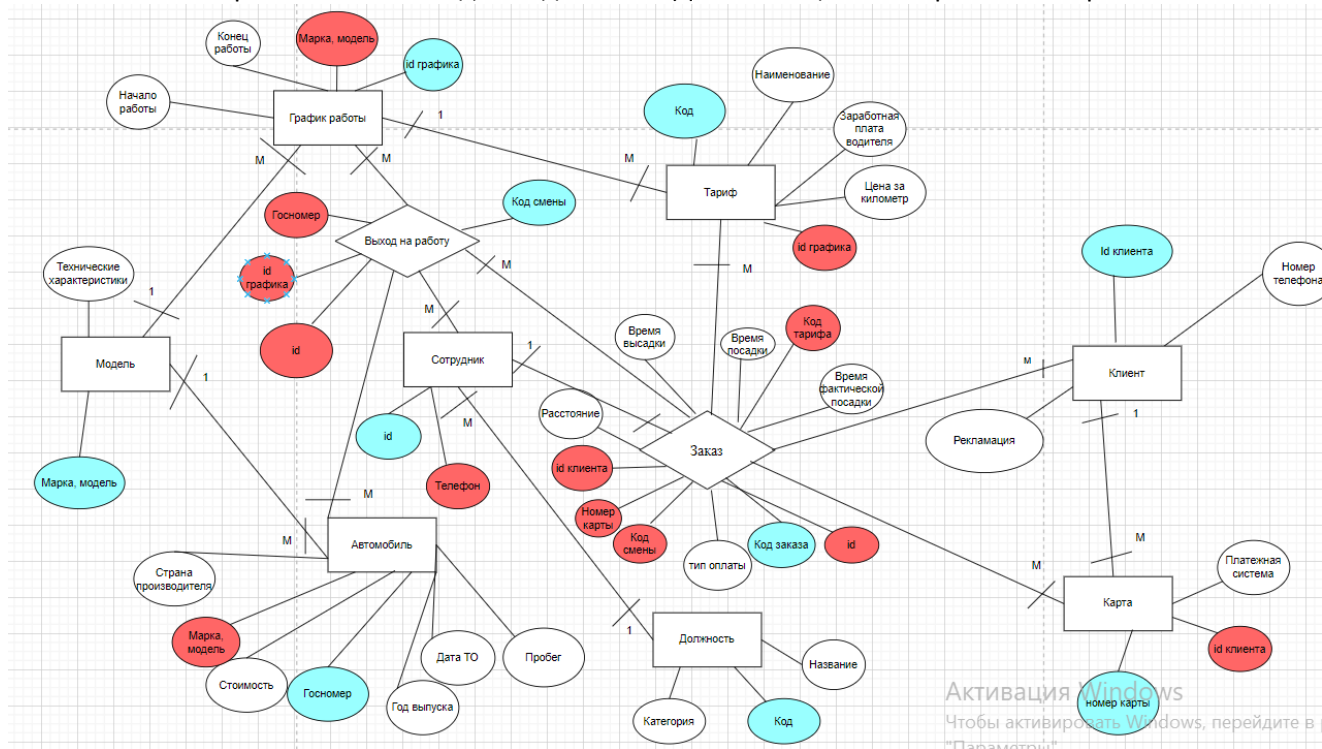 Конец
работы
Марка, модель
id графика
Начало
работы
График работы
1
М
М
М
Наименование
Код
Заработная
плата
водителя
Тариф
Цена за
километр
id графика
М
Код смены
Госномер
Выход на работу
М
id
графика
id
Технические
характеристики
1
Модель
1
Марка, модель
М
Сотрудник
1
id
М
Телефон
Id клиента
Номер
телефона
м
Клиент
1
Рекламация
Время
высадки
Время
посадки
Код
тарифа
Время
фактической
посадки
Расстояние
Заказ
id клиента
Номер
карты
Код
смены
тип оплаты
Код заказа
id
М
М
Автомобиль
Страна
производителя
Марка,
модель
Стоимость
Госномер
Год выпуска
Дата ТО
Пробег
1
Должность
Название
Категория
Код
М
М
Карта
Платежная
система
id клиента
номер карты
Активация Windows
Чтобы активировать Windows, перейдите в
"Параметры"